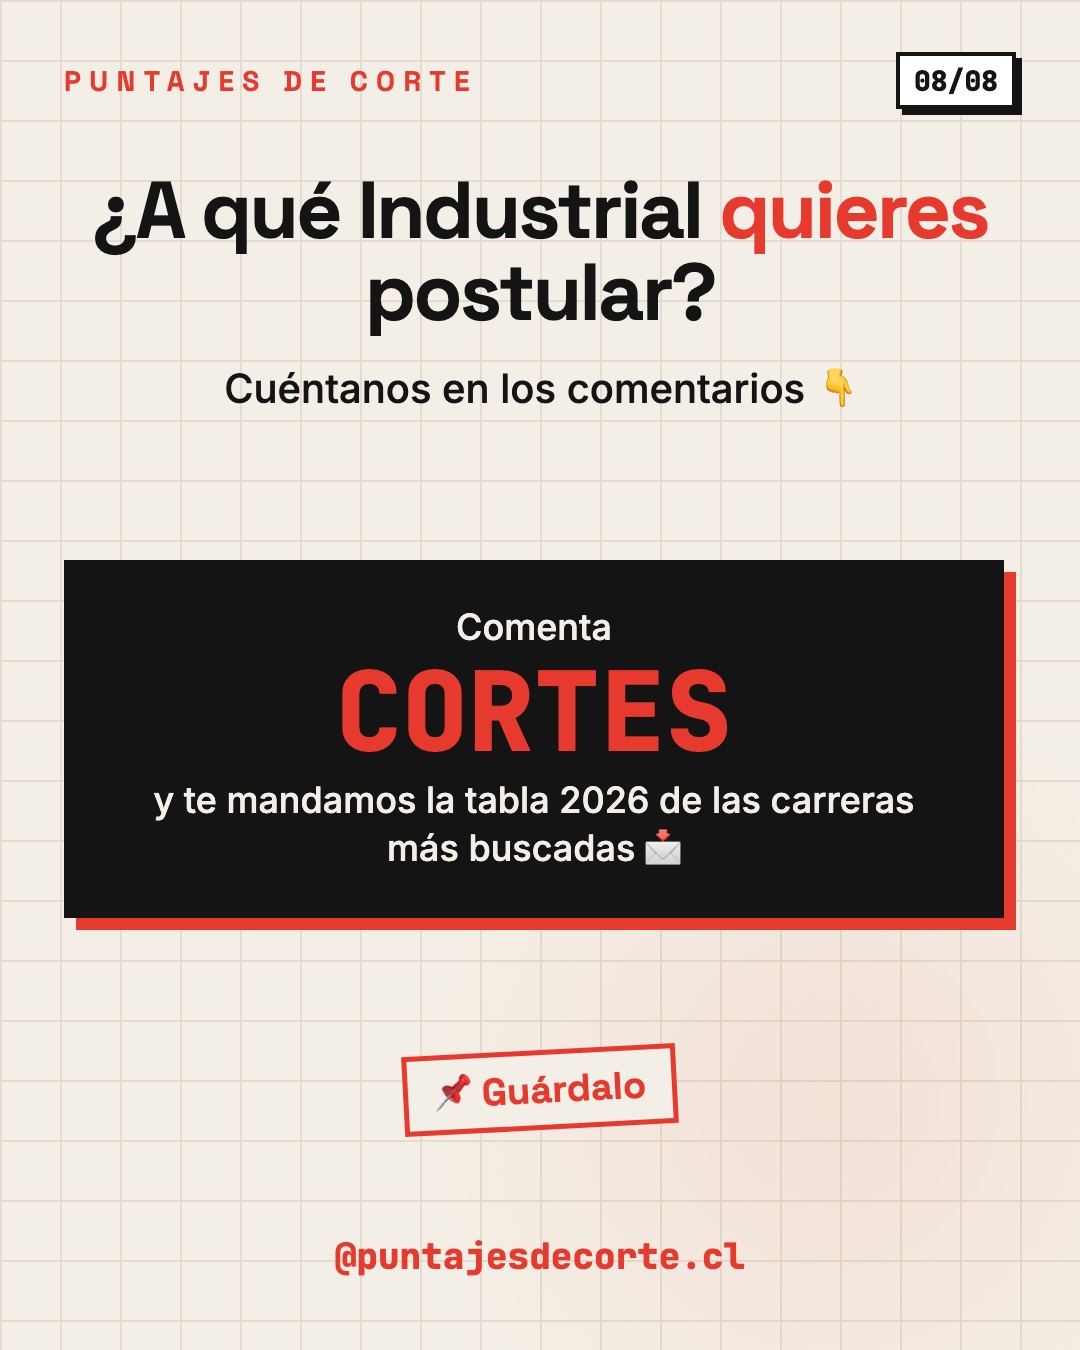 PUNTAJES DE CORTE
08/08
¿A qué Industrial quieres
postular?
Cuéntanos en los comentarios 👇
Comenta
CORTES
y te mandamos la tabla 2026 de las carreras
más buscadas 📩
📌 Guárdalo
@puntajesdecorte.cl